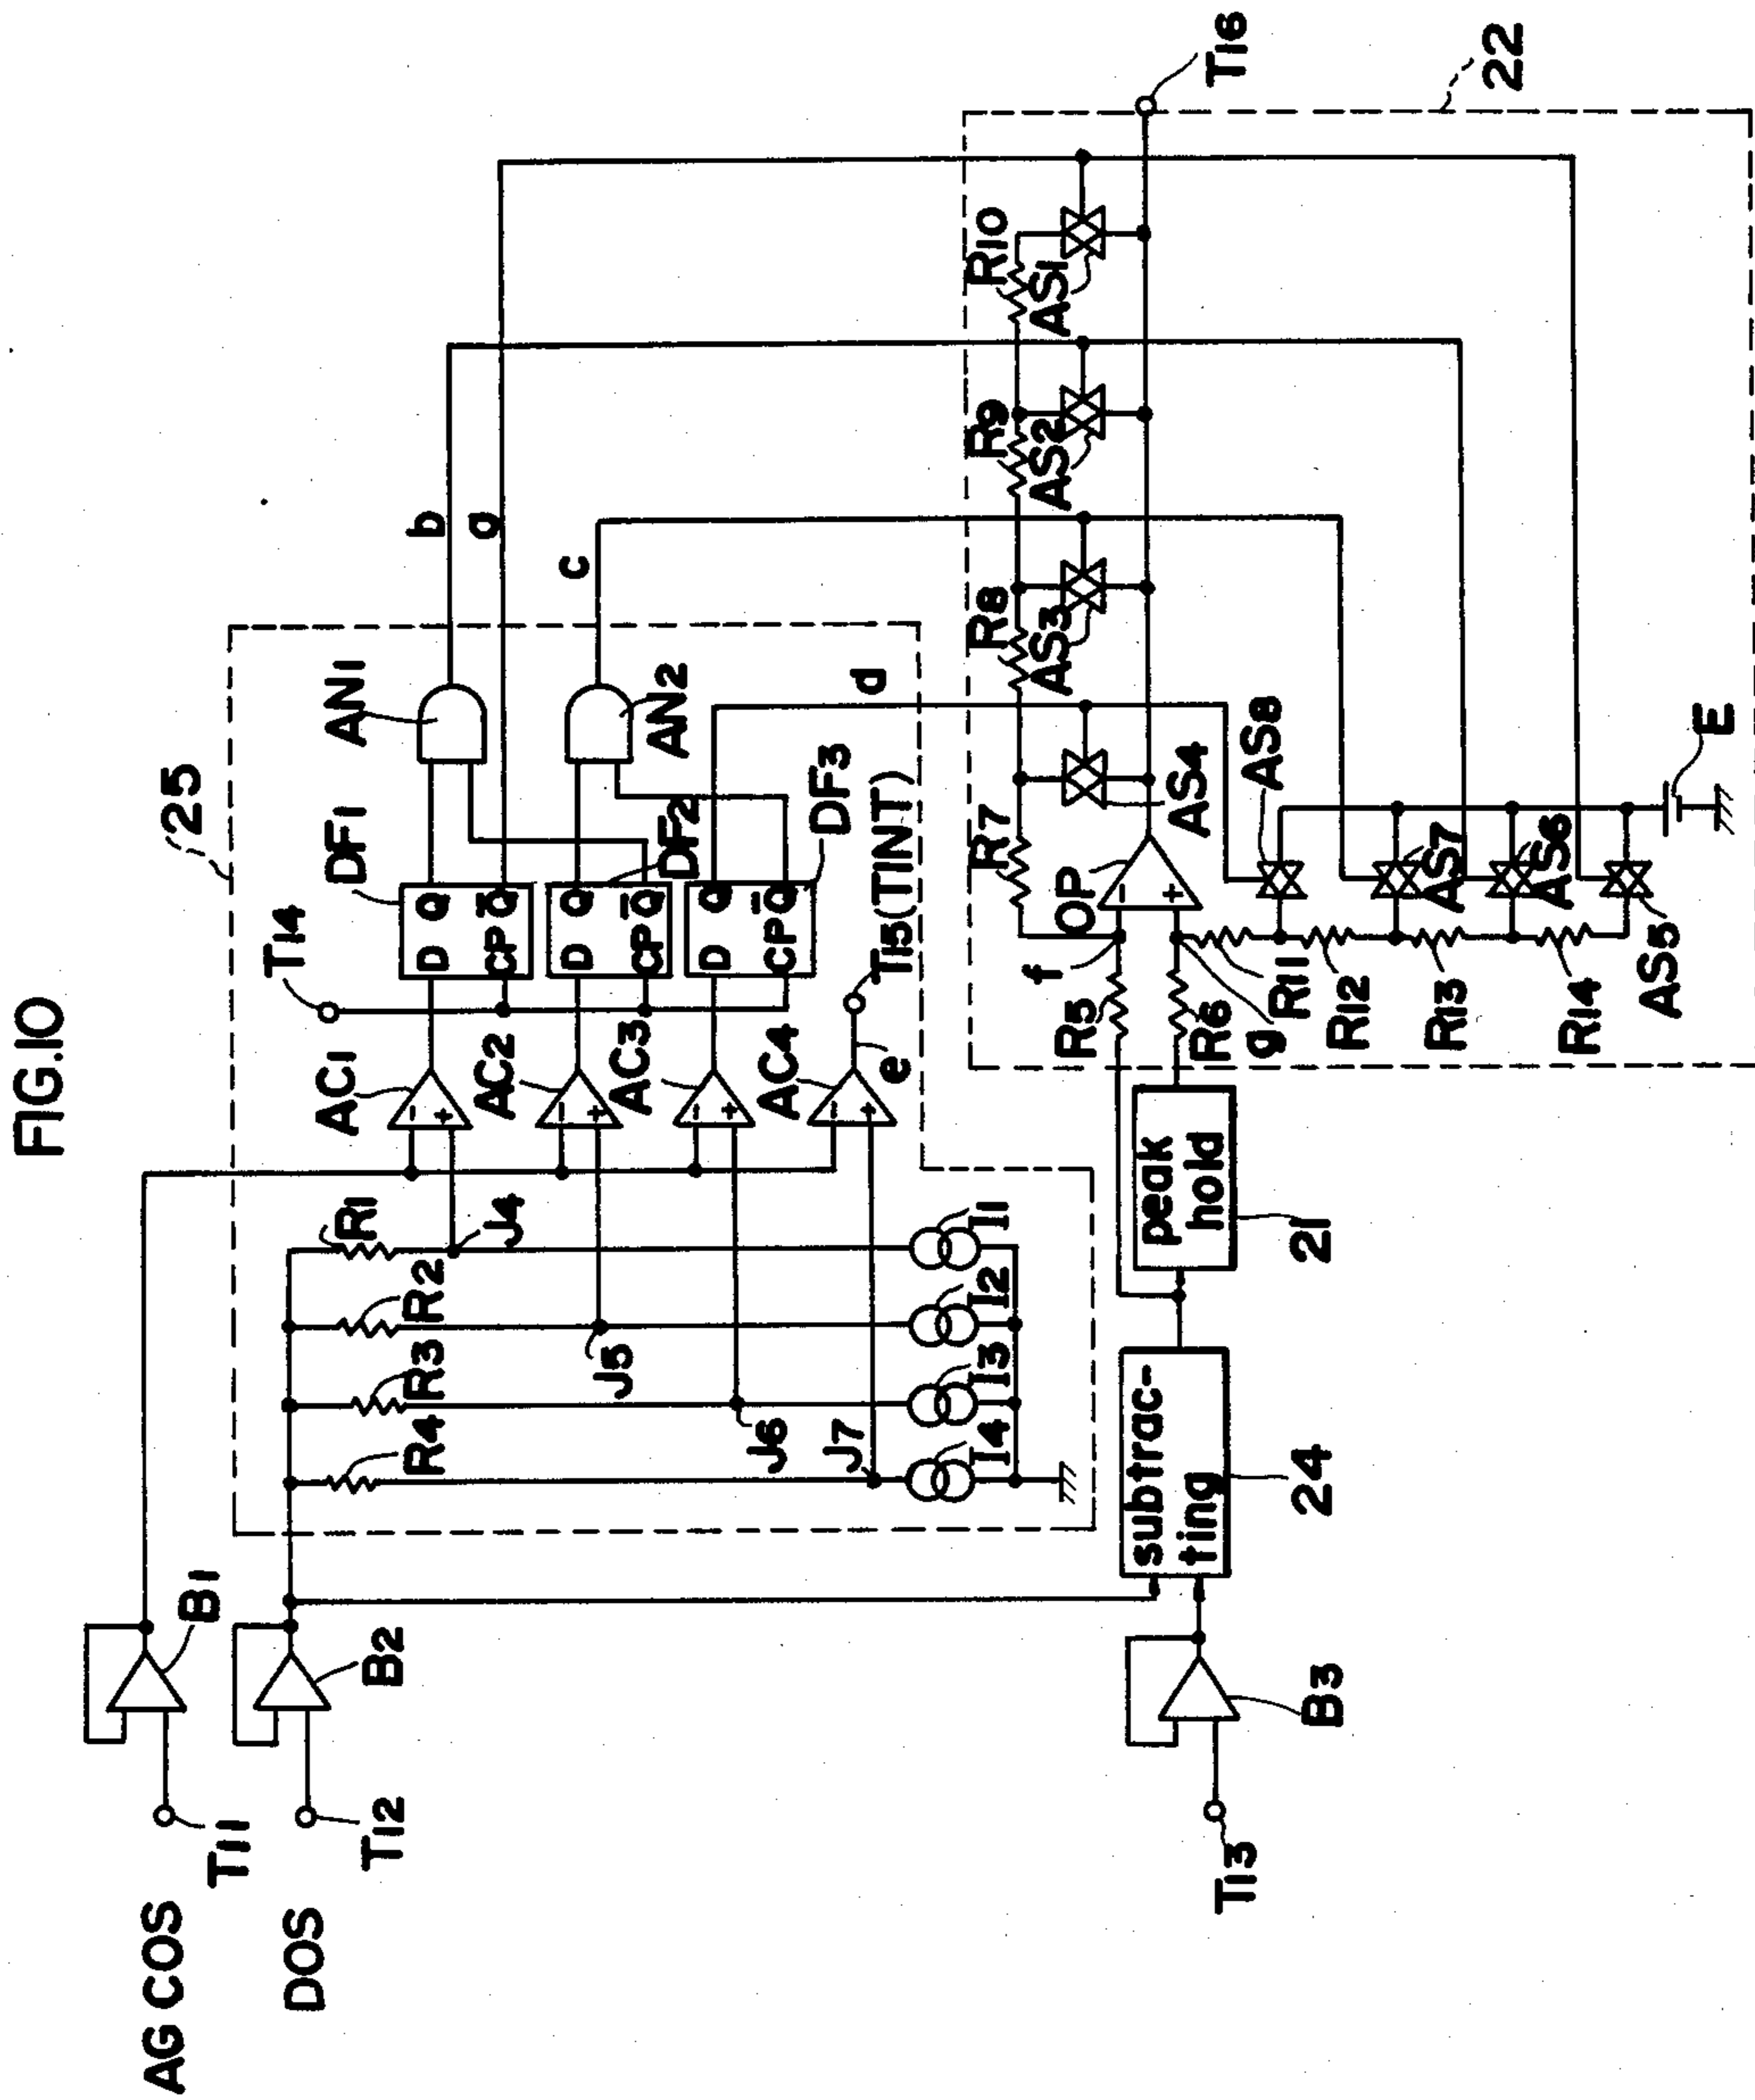 FIG.10
AG COS
T11
B1
DOS
T12
B2
T13
B3
25
R1
R2
R3
R4
J4
J5
J6
J7
I1
I2
I3
I4
AC1
AC2
AC3
AC4
-
+
-
+
-
+
-
+
T14
DF1
D Q
CP Q̅
DF2
D Q
CP Q̅
DF3
D Q
CP Q̅
AN1
AN2
b
a
c
d
e
T15(TINT)
subtrac-
ting
24
peak
hold
21
22
R5
R6
f
g
OP
-
+
R7
R8
R9
R10
AS4
AS3
AS2
AS1
T16
R11
R12
R13
R14
AS8
AS7
AS6
AS5
E